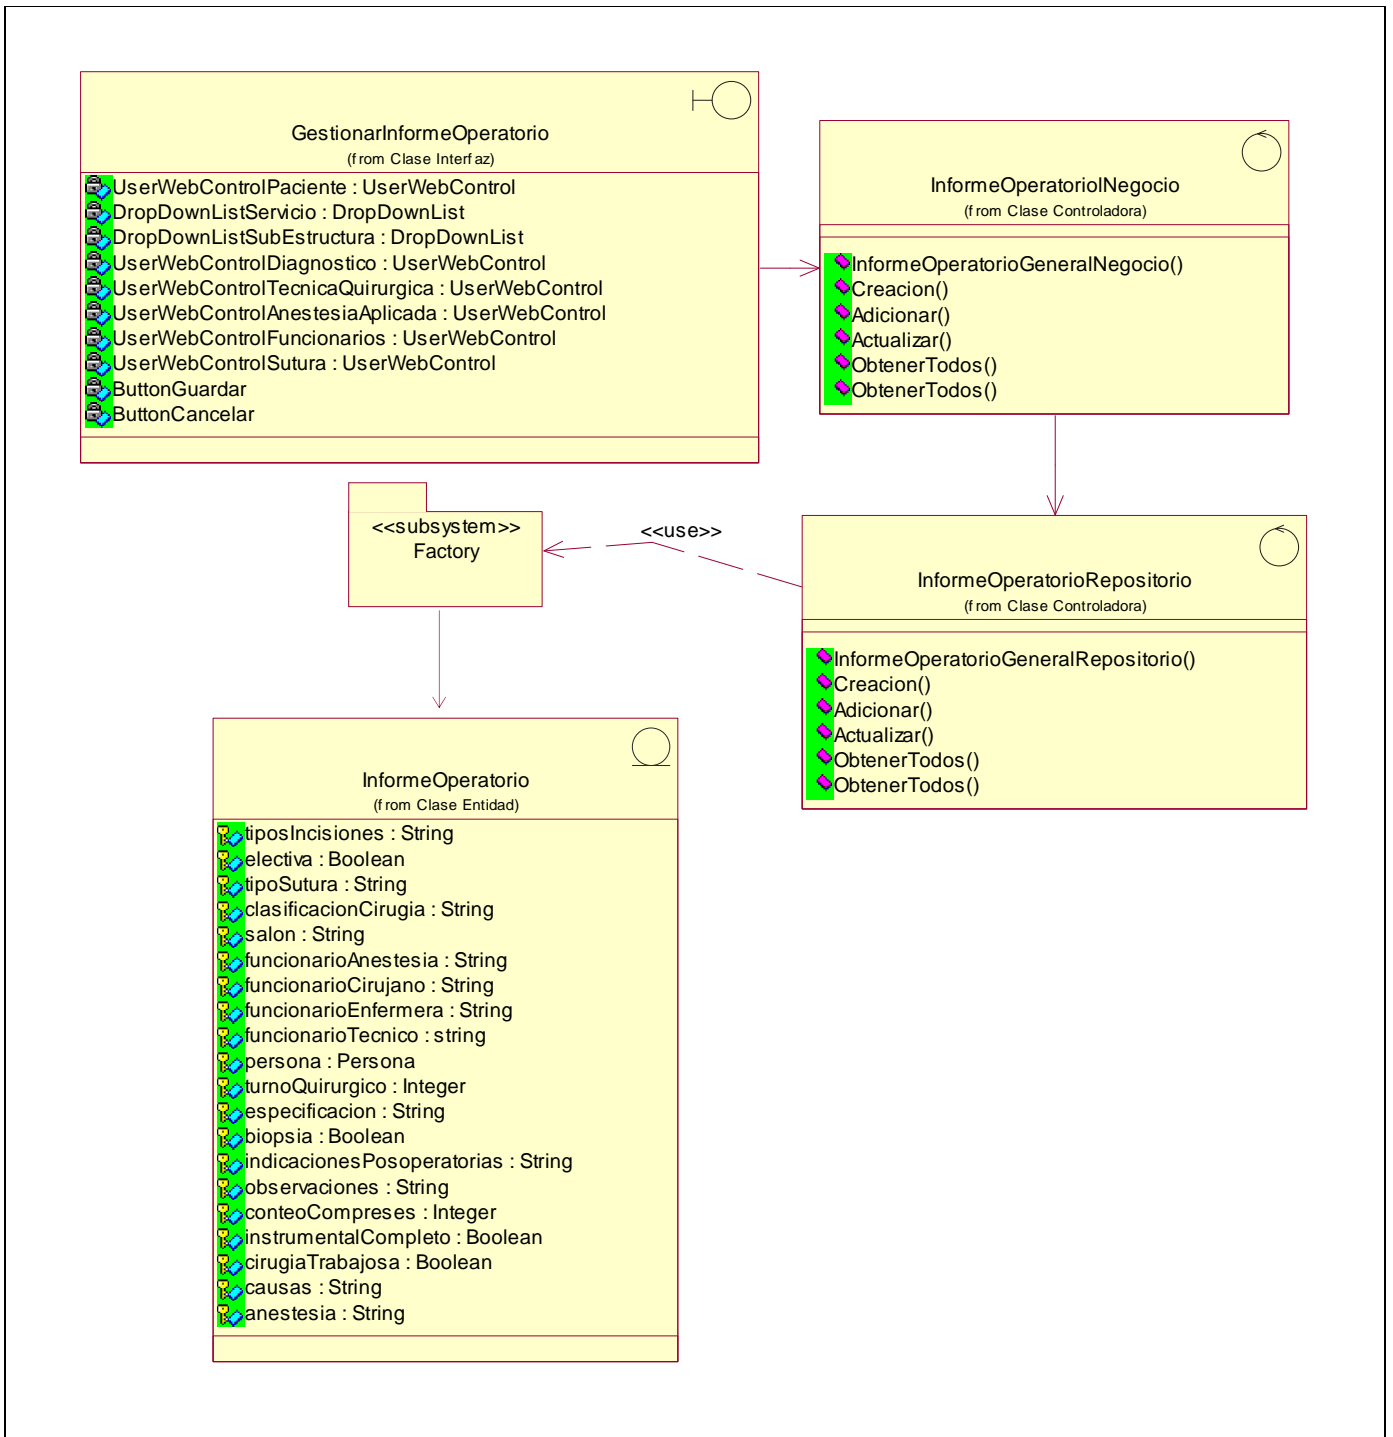 GestionarInformeOperatorio
(from Clase Interfaz)
UserWebControlPaciente : UserWebControl
DropDownListServicio : DropDownList
DropDownListSubEstructura : DropDownList
UserWebControlDiagnostico : UserWebControl
UserWebControlTecnicaQuirurgica : UserWebControl
UserWebControlAnestesiaAplicada : UserWebControl
UserWebControlFuncionarios : UserWebControl
UserWebControlSutura : UserWebControl
ButtonGuardar
ButtonCancelar
InformeOperatorioINegocio
(from Clase Controladora)
InformeOperatorioGeneralNegocio()
Creacion()
Adicionar()
Actualizar()
ObtenerTodos()
ObtenerTodos()
<<subsystem>>
Factory
<<use>>
InformeOperatorioRepositorio
(from Clase Controladora)
InformeOperatorioGeneralRepositorio()
Creacion()
Adicionar()
Actualizar()
ObtenerTodos()
ObtenerTodos()
InformeOperatorio
(from Clase Entidad)
tiposIncisiones : String
electiva : Boolean
tipoSutura : String
clasificacionCirugia : String
salon : String
funcionarioAnestesia : String
funcionarioCirujano : String
funcionarioEnfermera : String
funcionarioTecnico : string
persona : Persona
turnoQuirurgico : Integer
especificacion : String
biopsia : Boolean
indicacionesPosoperatorias : String
observaciones : String
conteoCompreses : Integer
instrumentalCompleto : Boolean
cirugiaTrabajosa : Boolean
causas : String
anestesia : String